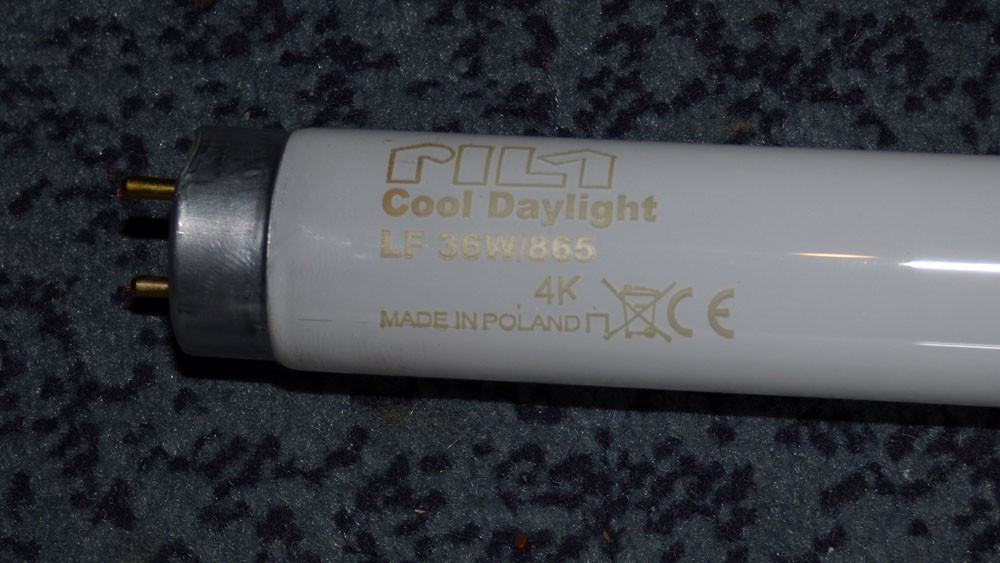 PILA
Cool Daylight
LF 36W/865
4K
MADE IN POLAND CE